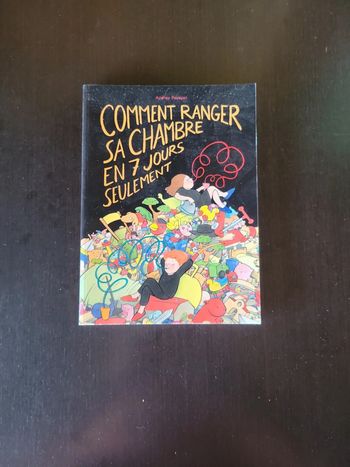 COMMENT RANGER
SA CHAMBRE
EN 7 JOURS
SEULEMENT